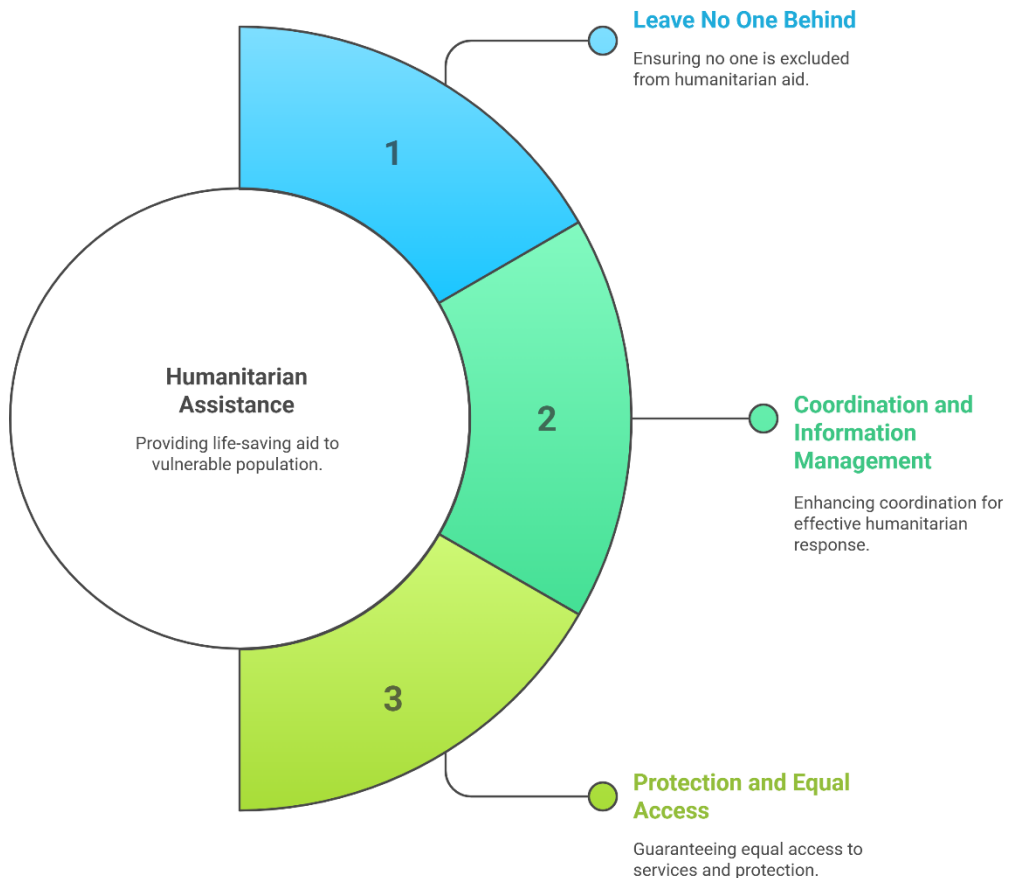 Leave No One Behind
Ensuring no one is excluded
from humanitarian aid.
1
Humanitarian
Assistance
Providing life-saving aid to
vulnerable population.
2
Coordination and
Information
Management
Enhancing coordination for
effective humanitarian
response.
3
Protection and Equal
Access
Guaranteeing equal access to
services and protection.